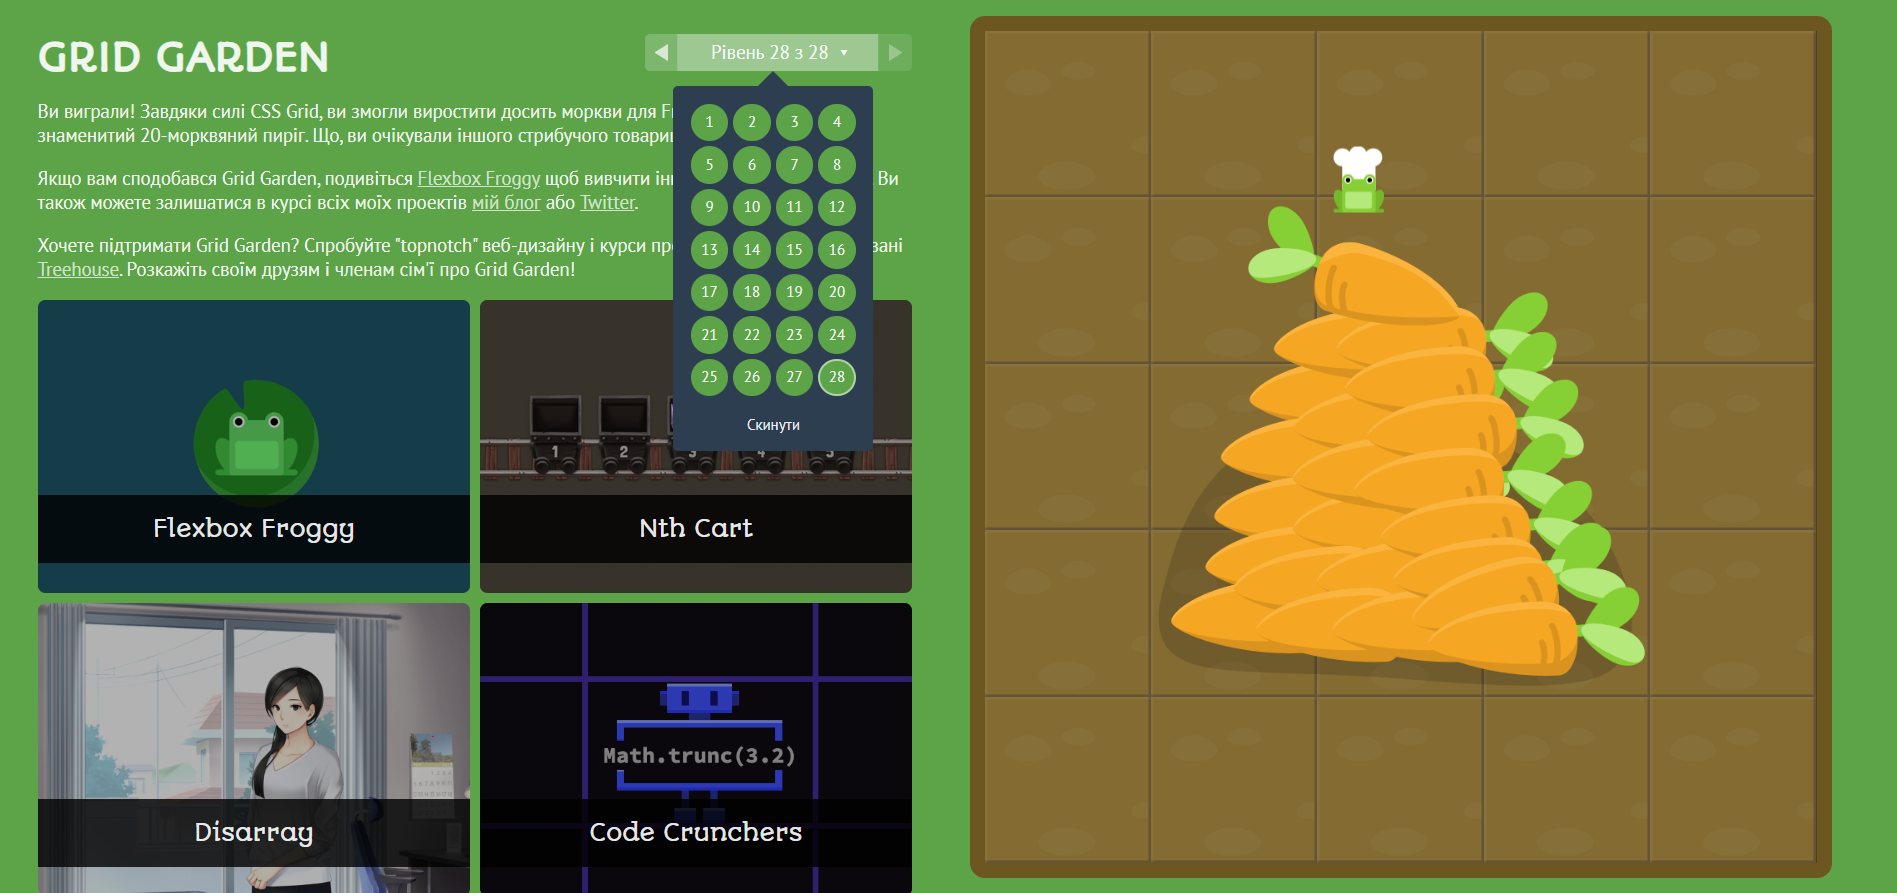 GRID GARDEN
Рівень 28 з 28
Ви виграли! Завдяки силі CSS Grid, ви змогли виростити досить моркви для
знаменитий 20-морквяний пиріг. Що, ви очікували іншого стрибучого
Якщо вам сподобався Grid Garden, подивіться Flexbox Froggy щоб вивчити Ви
також можете залишатися в курсі всіх моїх проектів мій блог або Twitter.
Хочете підтримати Grid Garden? Спробуйте "topnotch" веб-дизайну і курси
Treehouse. Розкажіть своїм друзям і членам сім'ї про Grid Garden!
1 2 3 4
5 6 7 8
9 10 11 12
13 14 15 16
17 18 19 20
21 22 23 24
25 26 27 28
Скинути
1 2 3 4 5
Flexbox Froggy
Nth Cart
Math.trunc(3.2)
Disarray
Code Crunchers